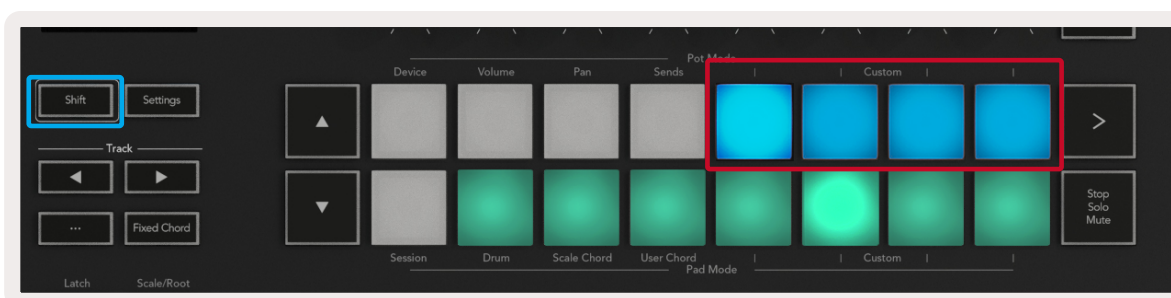 Pot Mode
Device Volume Pan Sends | | Custom | |
Shift Settings
Track
... Fixed Chord
Stop
Solo
Mute
Session Drum Scale Chord User Chord | | Custom | |
Pad Mode
Latch Scale/Root